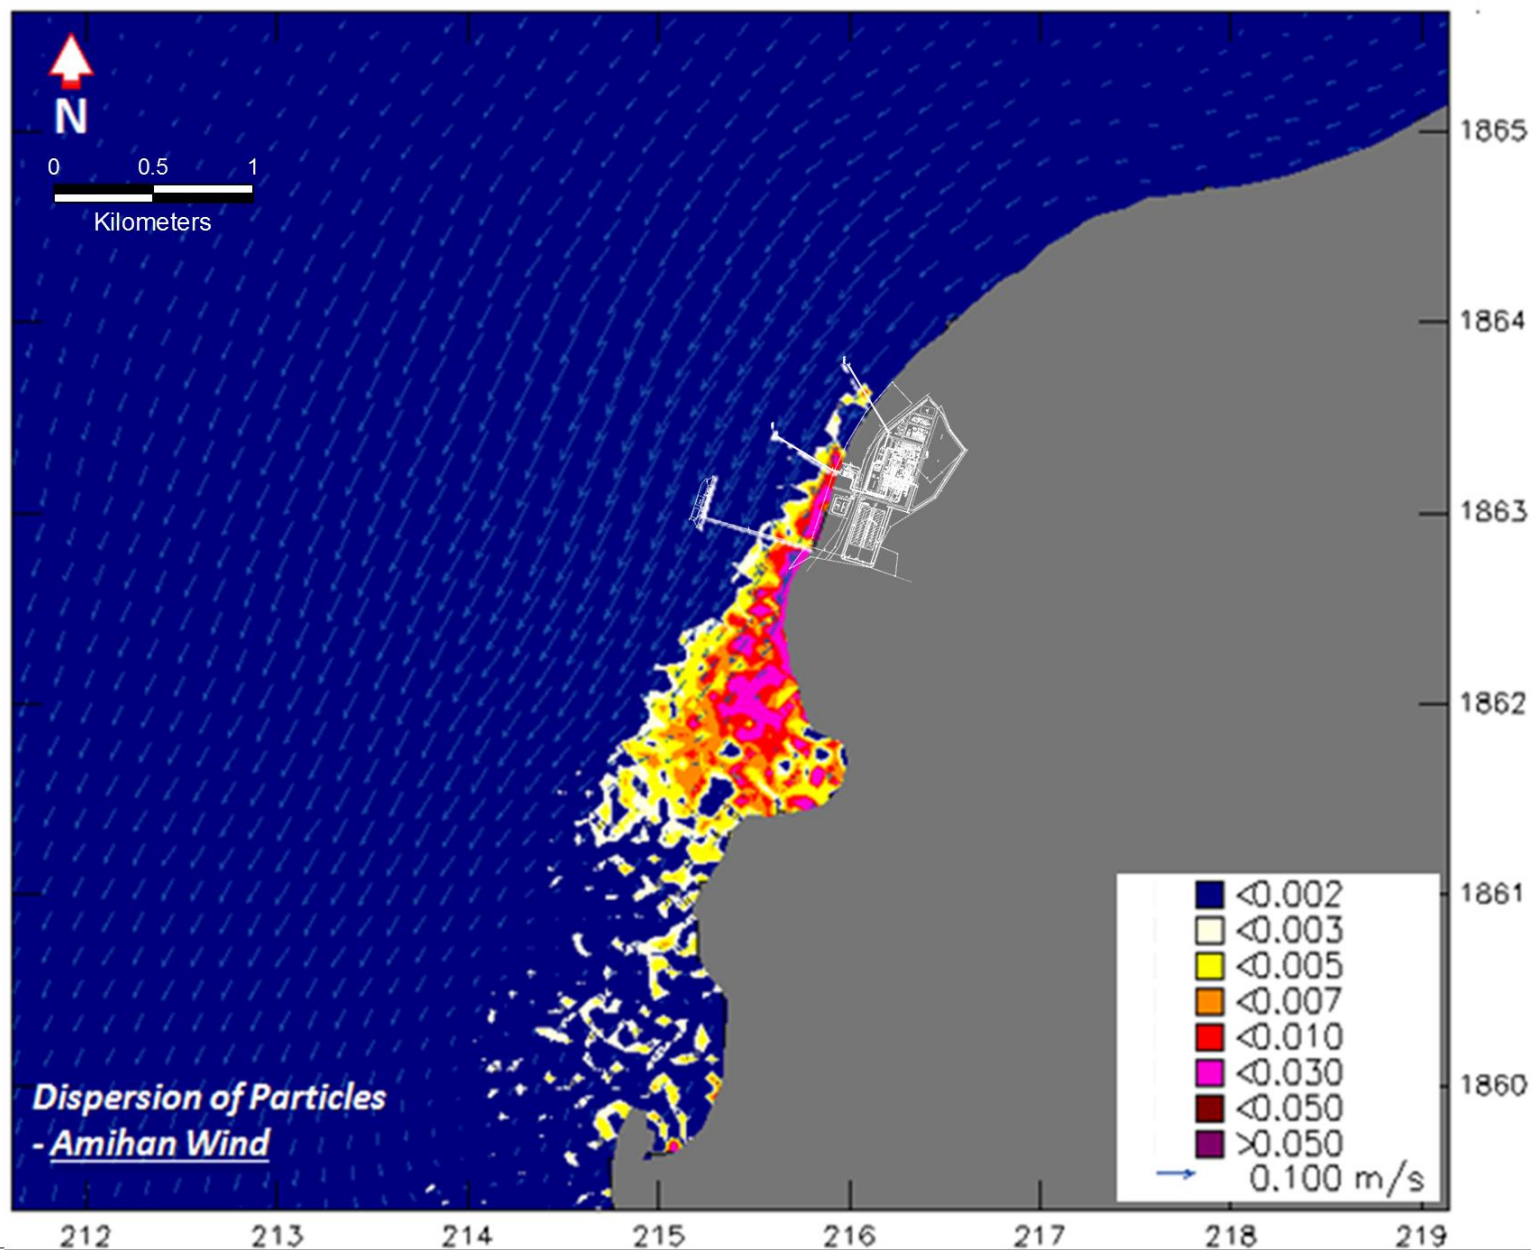 N
0 0.5 1
Kilometers
1865
1864
1863
1862
1861
1860
<0.002
<0.003
<0.005
<0.007
<0.010
<0.030
<0.050
>0.050
0.100 m/s
Dispersion of Particles
- Amihan Wind
212 213 214 215 216 217 218 219